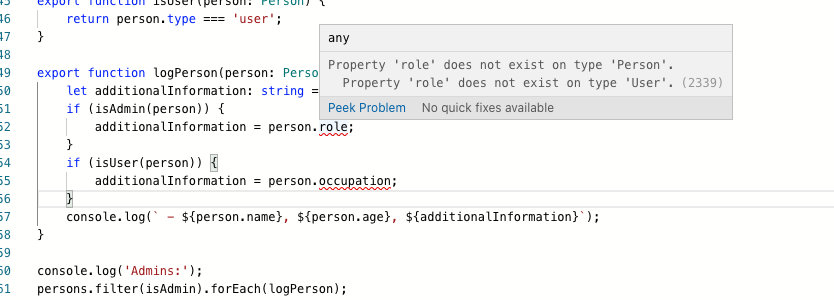 45 export function isUser(person: Person) {
46 return person.type === 'user';
47 }
48
49 export function logPerson(person: Perso
50 let additionalInformation: string =
51 if (isAdmin(person)) {
52 additionalInformation = person.role;
53 }
54 if (isUser(person)) {
55 additionalInformation = person.occupation;
56 }
57 console.log(` - ${person.name}, ${person.age}, ${additionalInformation}`);
58 }
59
60 console.log('Admins:');
61 persons.filter(isAdmin).forEach(logPerson);
any
Property 'role' does not exist on type 'Person'.
Property 'role' does not exist on type 'User'. (2339)
Peek Problem No quick fixes available